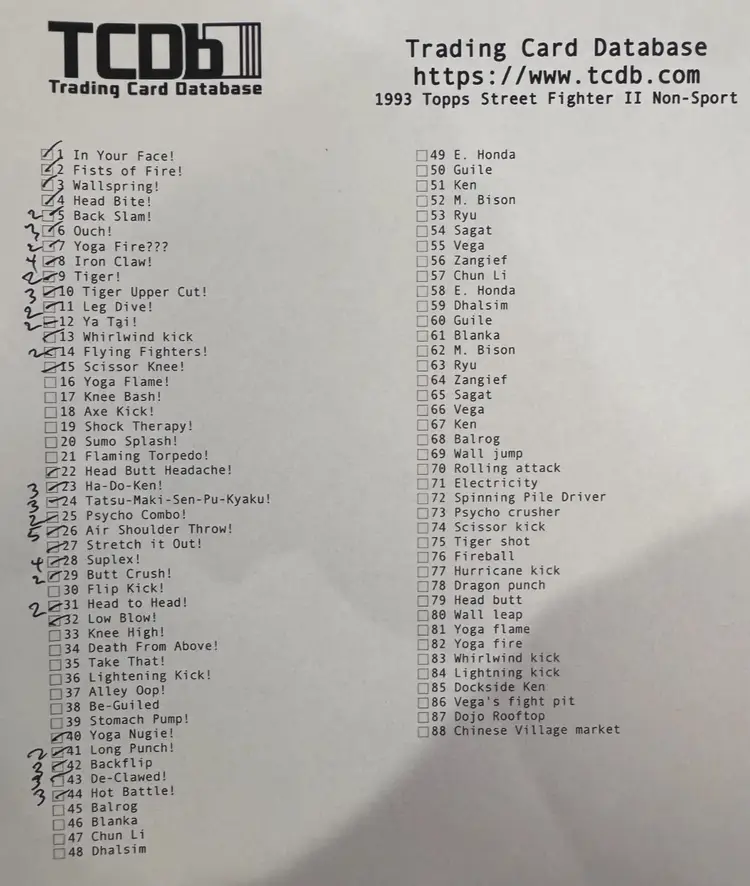 TCDb
Trading Card Database
Trading Card Database
https://www.tcdb.com
1993 Topps Street Fighter II Non-Sport
1 In Your Face!
2 Fists of Fire!
3 Wallspring!
4 Head Bite!
2 5 Back Slam!
3 6 Ouch!
2 7 Yoga Fire???
4 8 Iron Claw!
2 9 Tiger!
3 10 Tiger Upper Cut!
2 11 Leg Dive!
2 12 Ya Tai!
13 Whirlwind kick
2 14 Flying Fighters!
15 Scissor Knee!
16 Yoga Flame!
17 Knee Bash!
18 Axe Kick!
19 Shock Therapy!
20 Sumo Splash!
21 Flaming Torpedo!
22 Head Butt Headache!
3 23 Ha-Do-Ken!
3 24 Tatsu-Maki-Sen-Pu-Kyaku!
2 25 Psycho Combo!
5 26 Air Shoulder Throw!
27 Stretch it Out!
4 28 Suplex!
2 29 Butt Crush!
30 Flip Kick!
2 31 Head to Head!
32 Low Blow!
33 Knee High!
34 Death From Above!
35 Take That!
36 Lightening Kick!
37 Alley Oop!
38 Be-Guiled
39 Stomach Pump!
40 Yoga Nugie!
2 41 Long Punch!
2 42 Backflip
3 43 De-Clawed!
3 44 Hot Battle!
45 Balrog
46 Blanka
47 Chun Li
48 Dhalsim
49 E. Honda
50 Guile
51 Ken
52 M. Bison
53 Ryu
54 Sagat
55 Vega
56 Zangief
57 Chun Li
58 E. Honda
59 Dhalsim
60 Guile
61 Blanka
62 M. Bison
63 Ryu
64 Zangief
65 Sagat
66 Vega
67 Ken
68 Balrog
69 Wall jump
70 Rolling attack
71 Electricity
72 Spinning Pile Driver
73 Psycho crusher
74 Scissor kick
75 Tiger shot
76 Fireball
77 Hurricane kick
78 Dragon punch
79 Head butt
80 Wall leap
81 Yoga flame
82 Yoga fire
83 Whirlwind kick
84 Lightning kick
85 Dockside Ken
86 Vega's fight pit
87 Dojo Rooftop
88 Chinese Village market